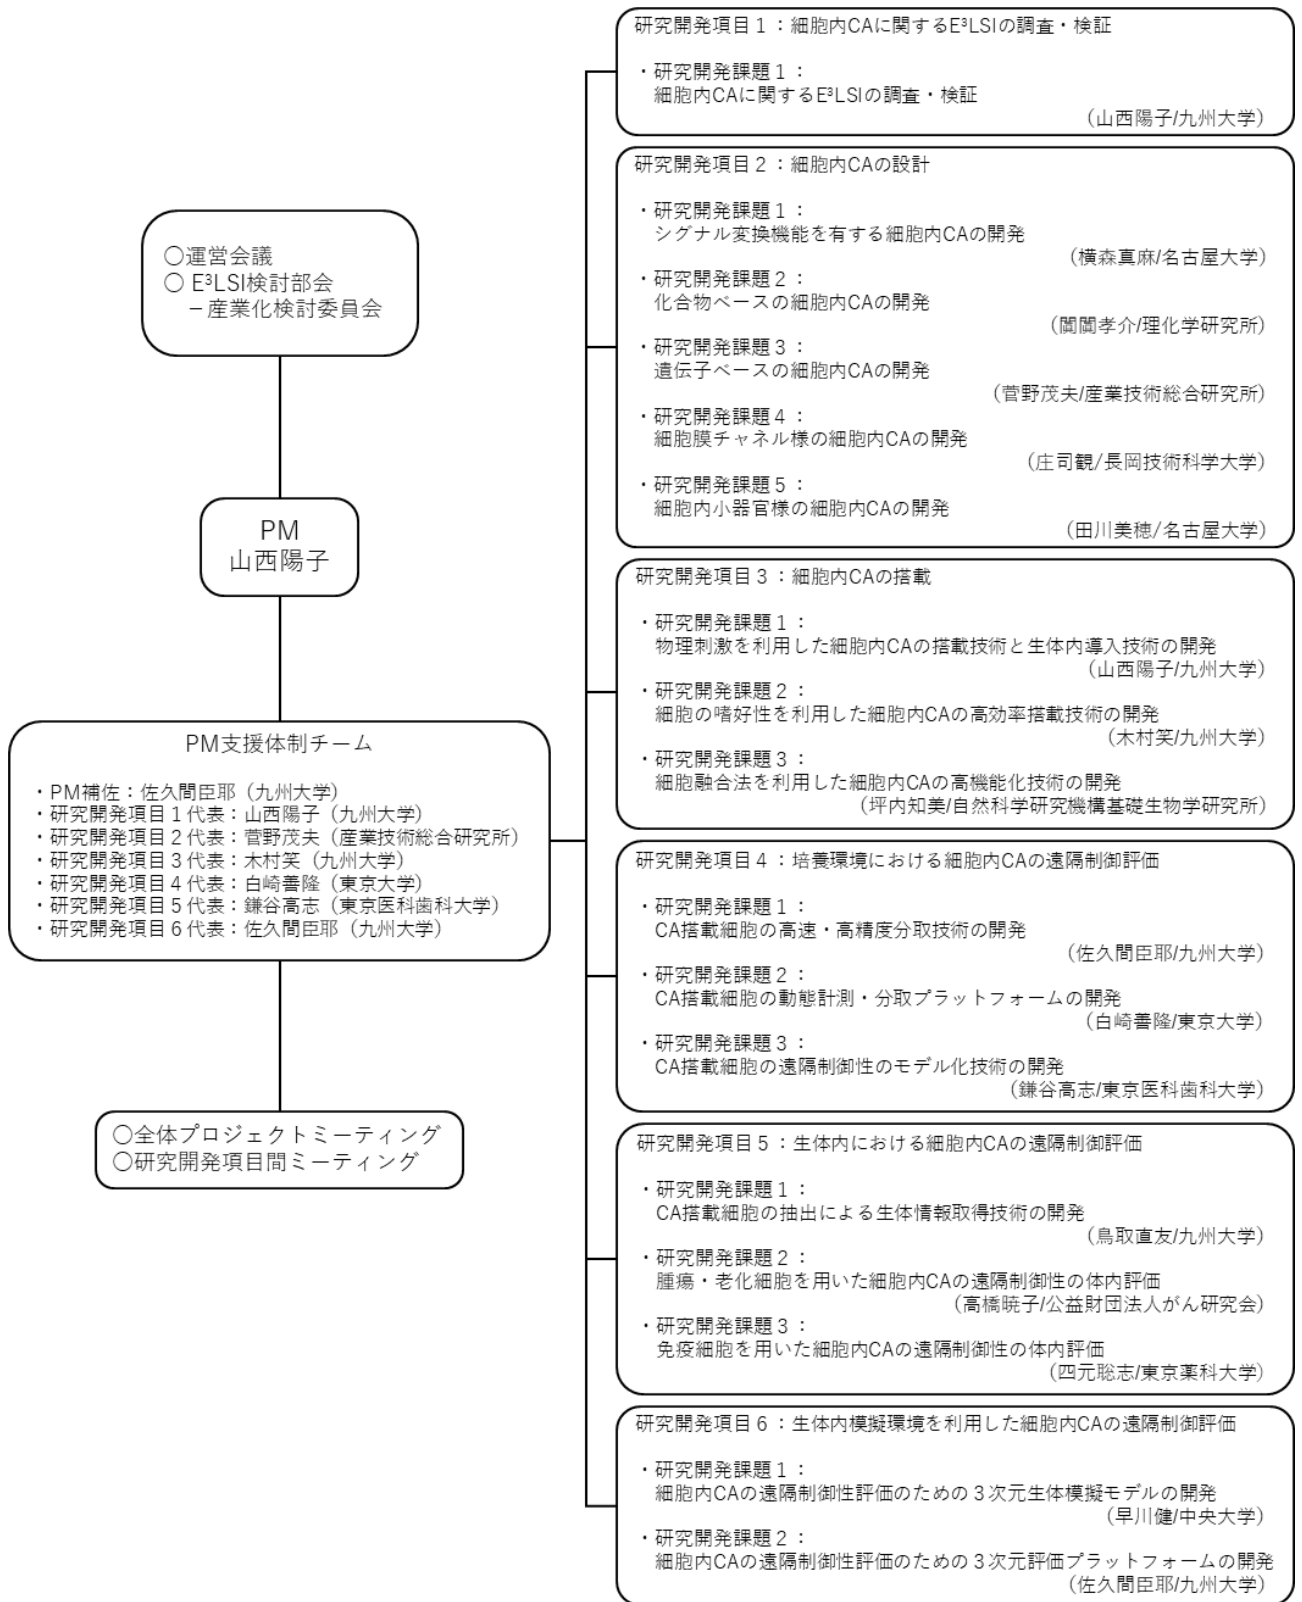 ○運営会議
○ E³LSI検討部会
－産業化検討委員会
PM
山西陽子
PM支援体制チーム
・PM補佐：佐久間臣耶（九州大学）
・研究開発項目１代表：山西陽子（九州大学）
・研究開発項目２代表：菅野茂夫（産業技術総合研究所）
・研究開発項目３代表：木村笑（九州大学）
・研究開発項目４代表：白崎善隆（東京大学）
・研究開発項目５代表：鎌谷高志（東京医科歯科大学）
・研究開発項目６代表：佐久間臣耶（九州大学）
○全体プロジェクトミーティング
○研究開発項目間ミーティング
研究開発項目１：細胞内CAに関するE³LSIの調査・検証
・研究開発課題１：
細胞内CAに関するE³LSIの調査・検証
（山西陽子/九州大学）
研究開発項目２：細胞内CAの設計
・研究開発課題１：
シグナル変換機能を有する細胞内CAの開発
（横森真麻/名古屋大学）
・研究開発課題２：
化合物ベースの細胞内CAの開発
（閶閶孝介/理化学研究所）
・研究開発課題３：
遺伝子ベースの細胞内CAの開発
（菅野茂夫/産業技術総合研究所）
・研究開発課題４：
細胞膜チャネル様の細胞内CAの開発
（庄司観/長岡技術科学大学）
・研究開発課題５：
細胞内小器官様の細胞内CAの開発
（田川美穂/名古屋大学）
研究開発項目３：細胞内CAの搭載
・研究開発課題１：
物理刺激を利用した細胞内CAの搭載技術と生体内導入技術の開発
（山西陽子/九州大学）
・研究開発課題２：
細胞の嗜好性を利用した細胞内CAの高効率搭載技術の開発
（木村笑/九州大学）
・研究開発課題３：
細胞融合法を利用した細胞内CAの高機能化技術の開発
（坪内知美/自然科学研究機構基礎生物学研究所）
研究開発項目４：培養環境における細胞内CAの遠隔制御評価
・研究開発課題１：
CA搭載細胞の高速・高精度分取技術の開発
（佐久間臣耶/九州大学）
・研究開発課題２：
CA搭載細胞の動態計測・分取プラットフォームの開発
（白崎善隆/東京大学）
・研究開発課題３：
CA搭載細胞の遠隔制御性のモデル化技術の開発
（鎌谷高志/東京医科歯科大学）
研究開発項目５：生体内における細胞内CAの遠隔制御評価
・研究開発課題１：
CA搭載細胞の抽出による生体情報取得技術の開発
（鳥取直友/九州大学）
・研究開発課題２：
腫瘍・老化細胞を用いた細胞内CAの遠隔制御性の体内評価
（高橋暁子/公益財団法人がん研究会）
・研究開発課題３：
免疫細胞を用いた細胞内CAの遠隔制御性の体内評価
（四元聡志/東京薬科大学）
研究開発項目６：生体内模擬環境を利用した細胞内CAの遠隔制御評価
・研究開発課題１：
細胞内CAの遠隔制御性評価のための３次元生体模擬モデルの開発
（早川健/中央大学）
・研究開発課題２：
細胞内CAの遠隔制御性評価のための３次元評価プラットフォームの開発
（佐久間臣耶/九州大学）